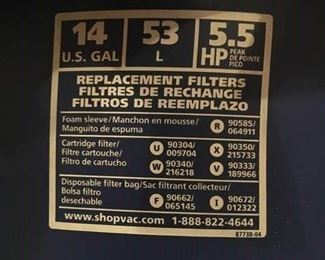 14 U.S. GAL
53 L
5.5 HP PEAK DE POINTE PICO
REPLACEMENT FILTERS
FILTRES DE RECHANGE
FILTROS DE REEMPLAZO
Foam sleeve/Manchon en mousse/
Manguito de espuma
R 90585/
064911
Cartridge filter/
Filtre cartouche/
Filtro de cartucho
U 90304/
009704
X 90350/
215733
W 90340/
216218
V 90333/
189966
Disposable filter bag/Sac filtrant collecteur/
Bolsa filtro
desechable
F 90662/
065145
I 90672/
012322
www.shopvac.com 1-888-822-4644
87738-04